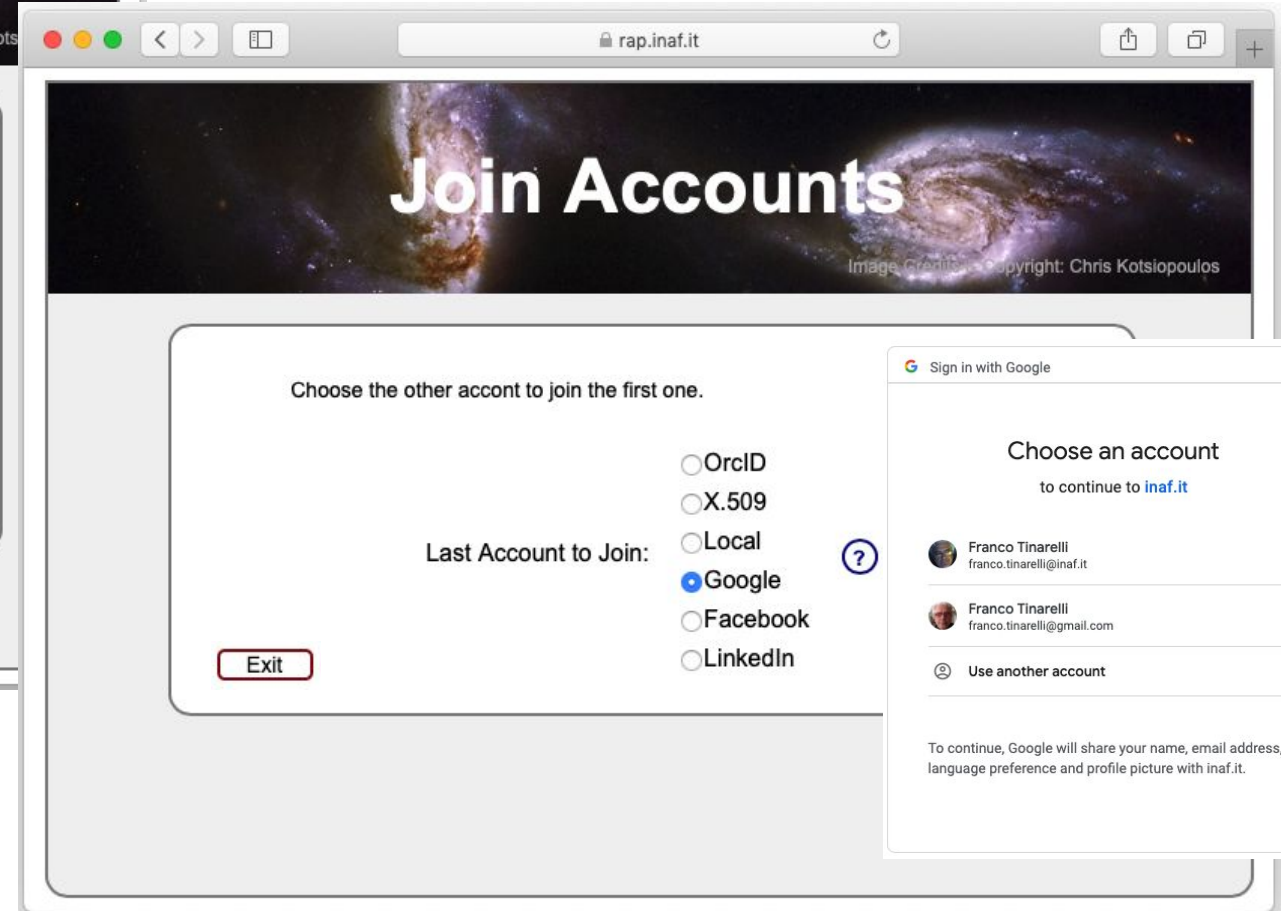 ots
rap.inaf.it
Join Accounts
Image Credits Copyright: Chris Kotsiopoulos
Choose the other accont to join the first one.
OrcID
X.509
Last Account to Join:
Local
?
Google
Facebook
LinkedIn
Exit
Sign in with Google
Choose an account
to continue to inaf.it
Franco Tinarelli
franco.tinarelli@inaf.it
Franco Tinarelli
franco.tinarelli@gmail.com
Use another account
To continue, Google will share your name, email address,
language preference and profile picture with inaf.it.